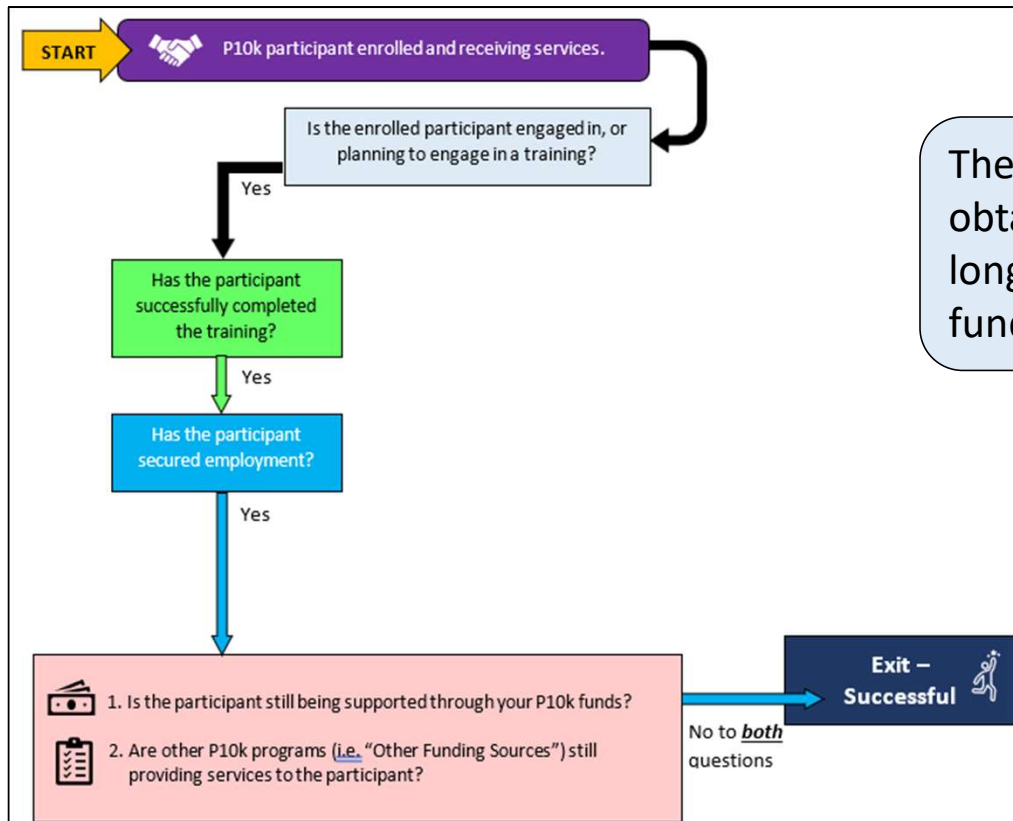 START
P10k participant enrolled and receiving services.
Is the enrolled participant engaged in, or
planning to engage in a training?
Yes
Has the participant
successfully completed
the training?
Yes
Has the participant
secured employment?
Yes
1. Is the participant still being supported through your P10k funds?
2. Are other P10k programs (i.e. “Other Funding Sources”) still
providing services to the participant?
No to both
questions
Exit –
Successful
The
obta
long
fund